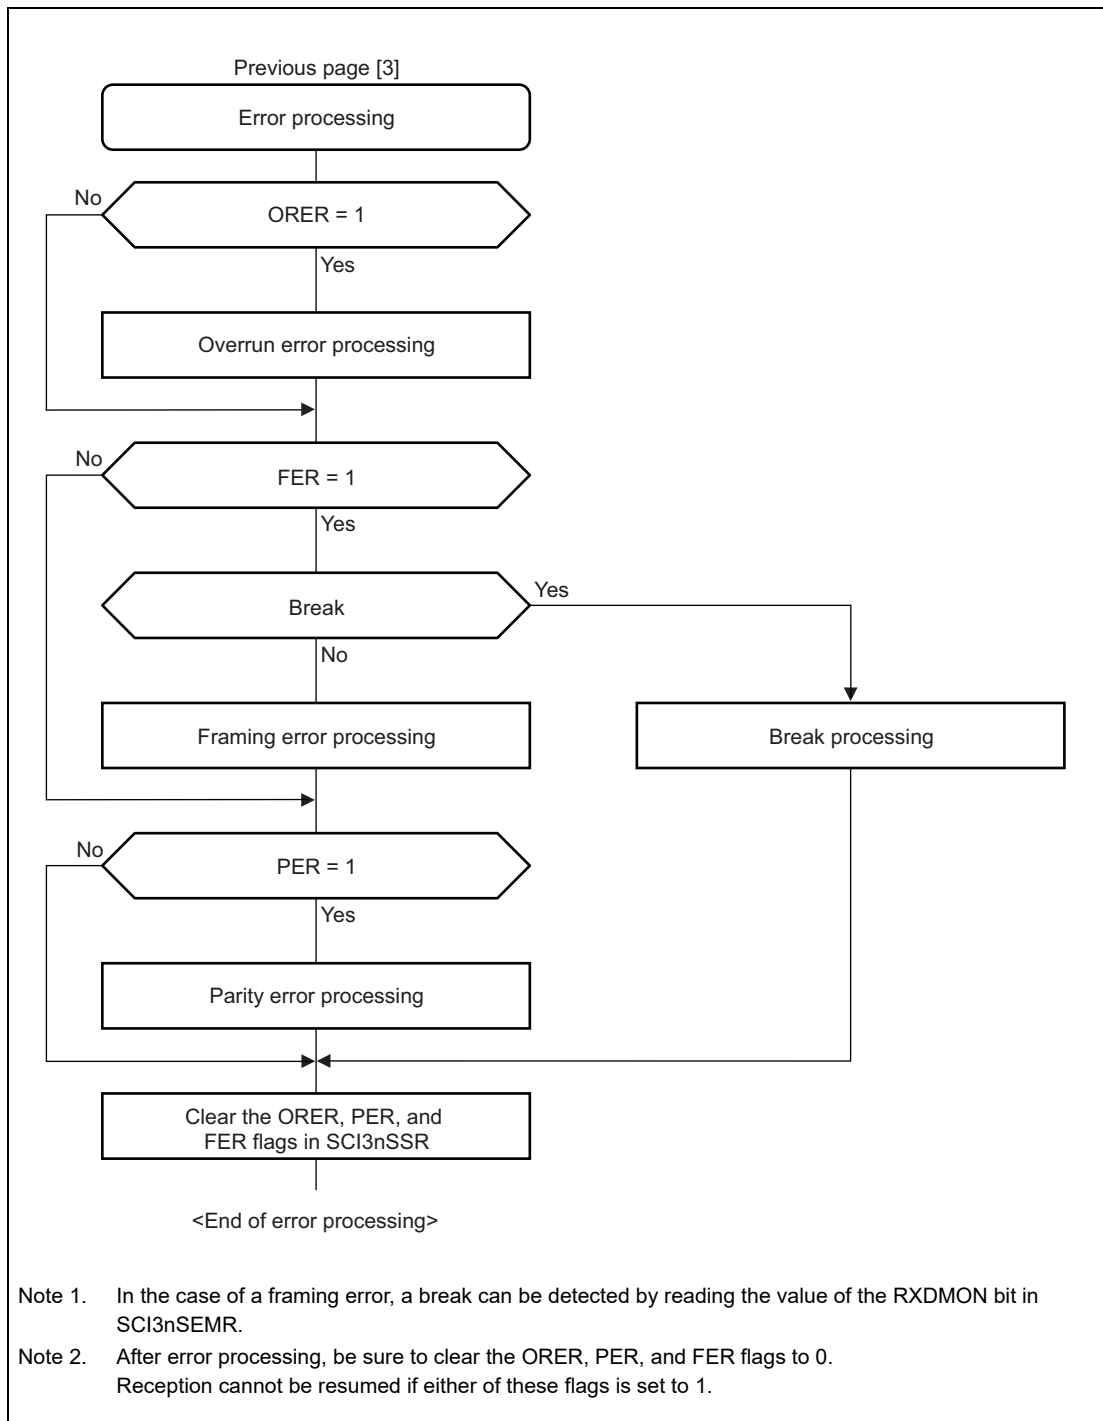 Previous page [3]
Error processing
No
ORER = 1
Yes
Overrun error processing
No
FER = 1
Yes
Break
Yes
No
Framing error processing
Break processing
No
PER = 1
Yes
Parity error processing
Clear the ORER, PER, and
FER flags in SCI3nSSR
<End of error processing>
Note 1. In the case of a framing error, a break can be detected by reading the value of the RXDMON bit in
SCI3nSEMR.
Note 2. After error processing, be sure to clear the ORER, PER, and FER flags to 0.
Reception cannot be resumed if either of these flags is set to 1.